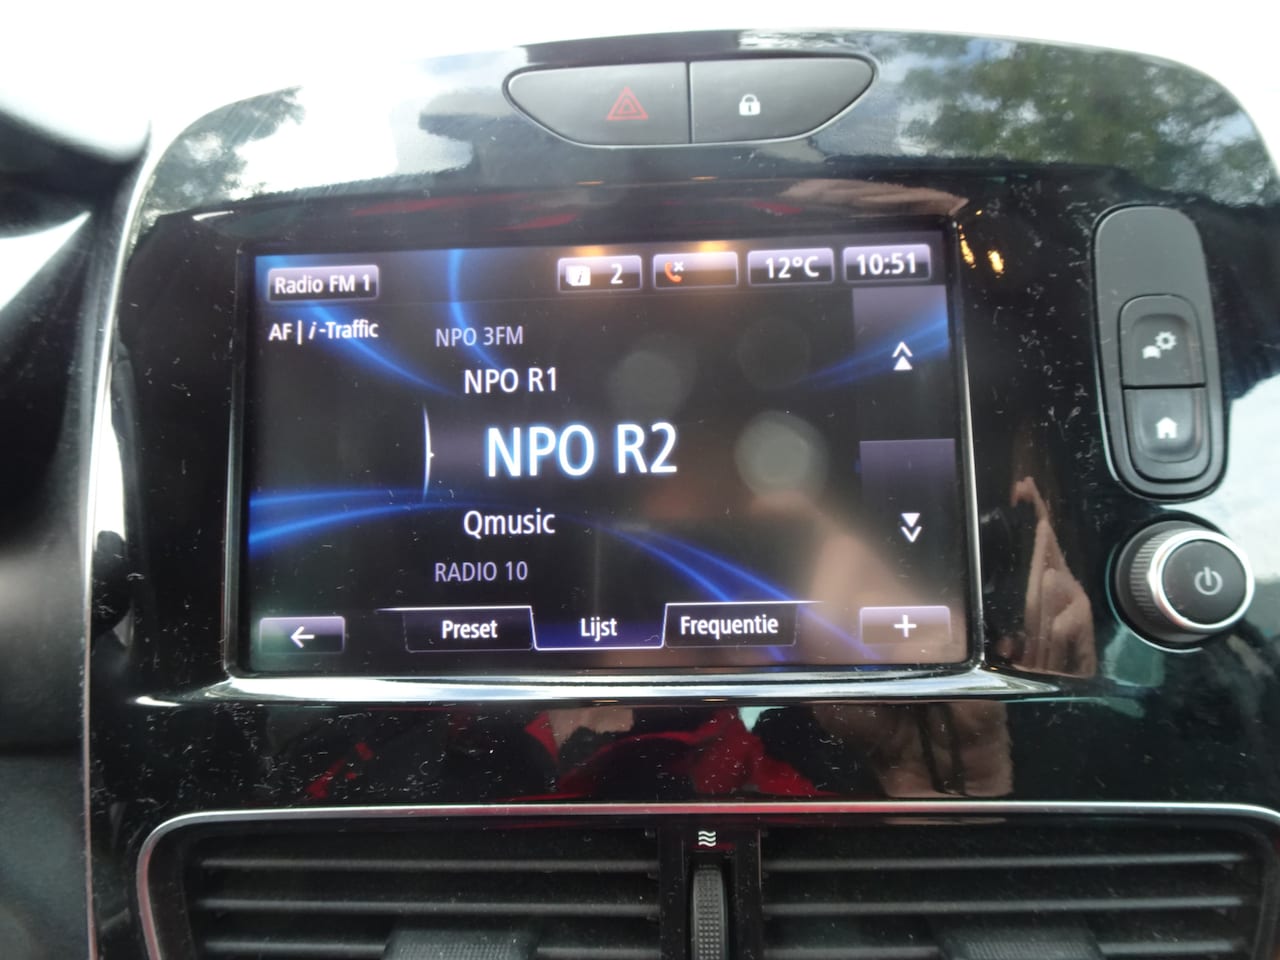 Radio FM 1
2
12°C
10:51
AF | i-Traffic
NPO 3FM
NPO R1
NPO R2
Qmusic
RADIO 10
Preset
Lijst
Frequentie